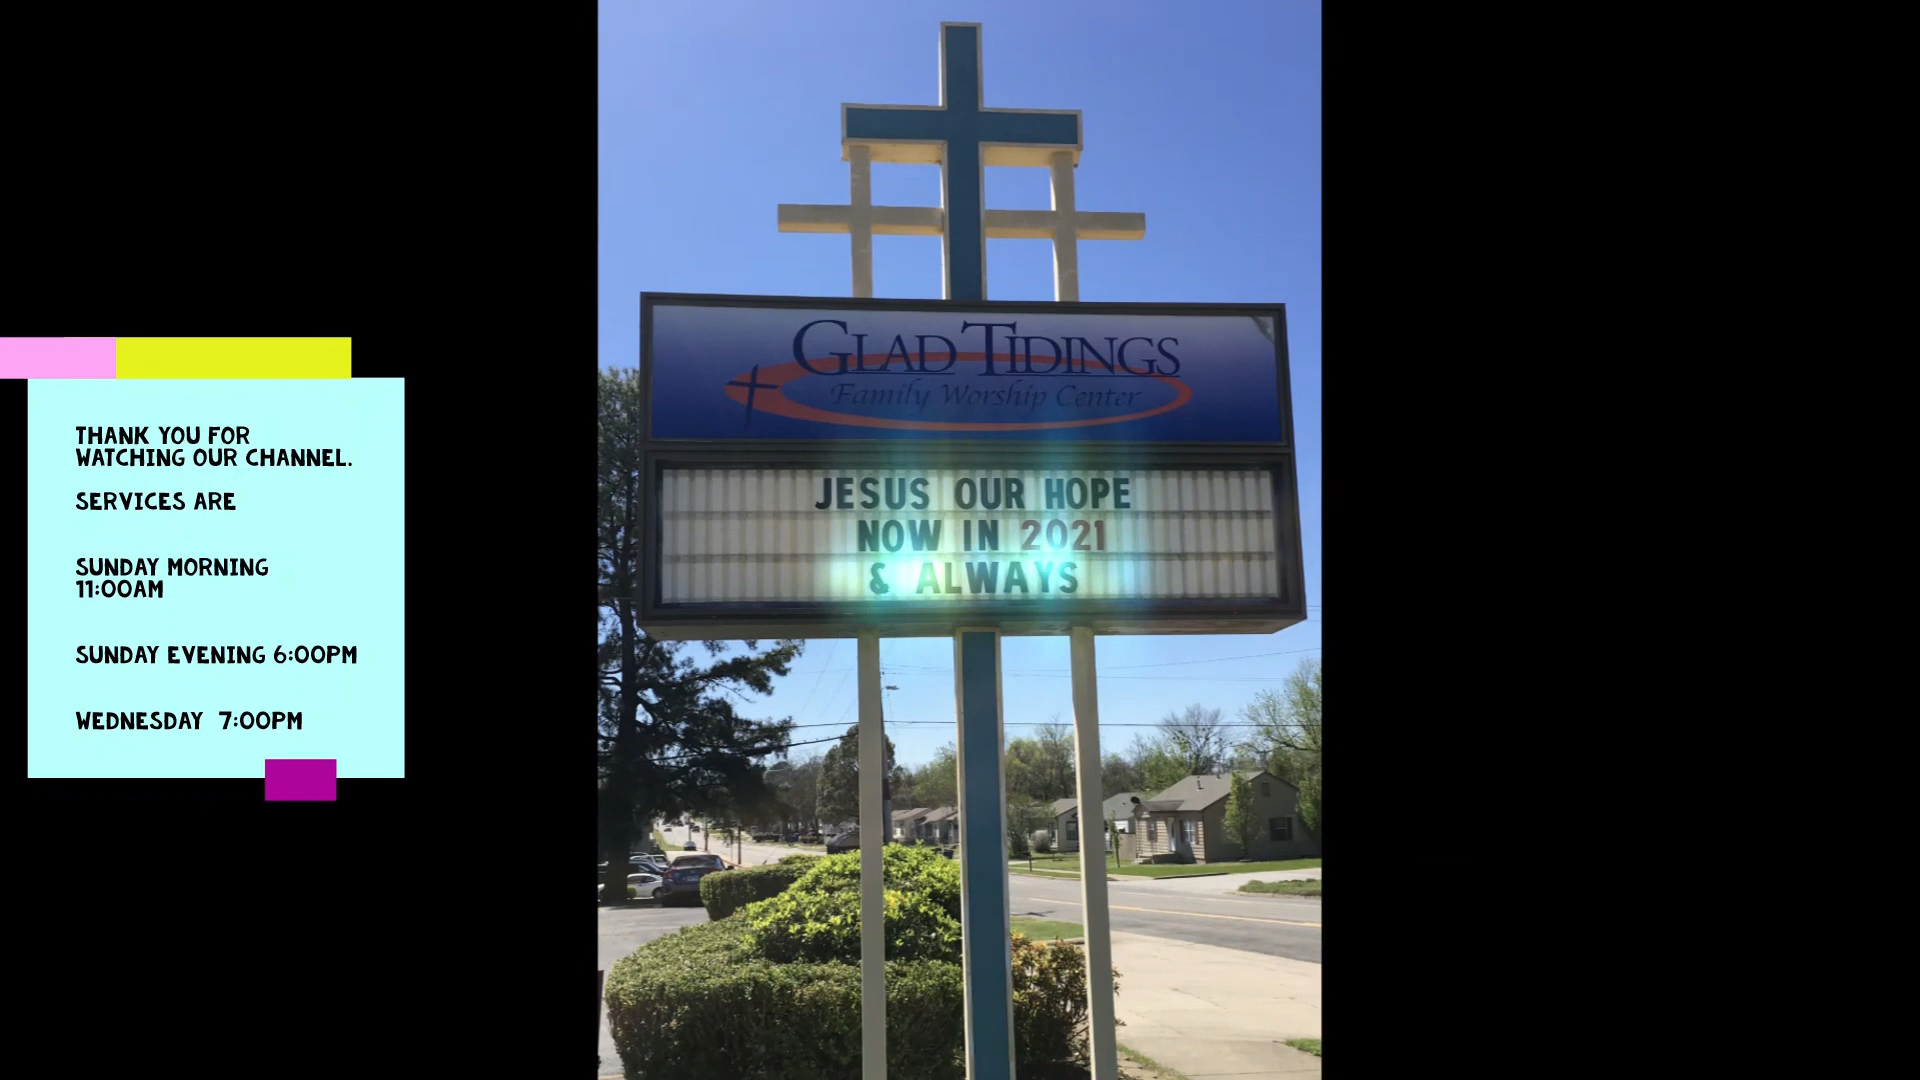 THANK YOU FOR
WATCHING OUR CHANNEL.
SERVICES ARE
SUNDAY MORNING
11:00AM
SUNDAY EVENING 6:00PM
WEDNESDAY 7:00PM
GLAD TIDINGS
Family Worship Center
JESUS OUR HOPE
NOW IN 2021
& ALWAYS